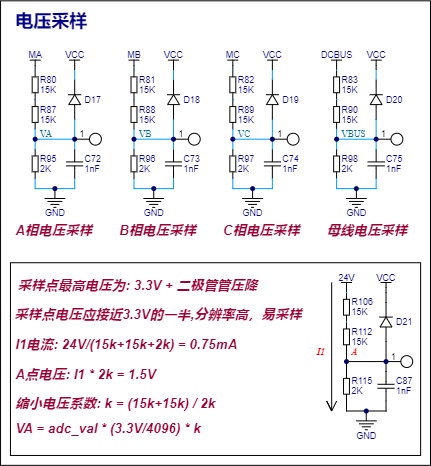 电压采样
MA VCC MB VCC MC VCC DCBUS VCC
R80 R81 R82 R83
15K 15K 15K 15K
D17 D18 D19 D20
R87 R88 R89 R90
15K 15K 15K 15K
VA 1 VB 1 VC 1 VBUS 1
R95 C72 R96 C73 R97 C74 R98 C75
2K 1nF 2K 1nF 2K 1nF 2K 1nF
GND GND GND GND
A相电压采样 B相电压采样 C相电压采样 母线电压采样
采样点最高电压为: 3.3V + 二极管管压降
采样点电压应接近3.3V的一半,分辨率高，易采样
I1电流: 24V/(15k+15k+2k) = 0.75mA
A点电压: I1 * 2k = 1.5V
缩小电压系数: k = (15k+15k) / 2k
VA = adc_val * (3.3V/4096) * k
24V VCC
R106
15K
D21
R112
15K
I1 A 1
R115 C87
2K 1nF
GND